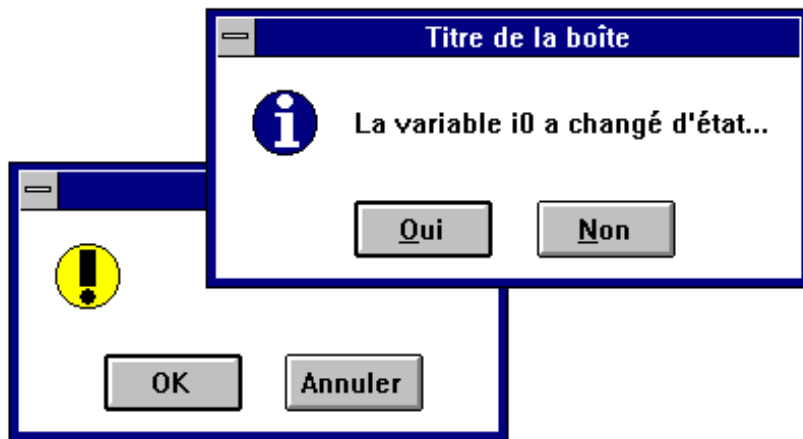 Titre de la boîte
La variable i0 a changé d'état...
Oui Non
OK Annuler